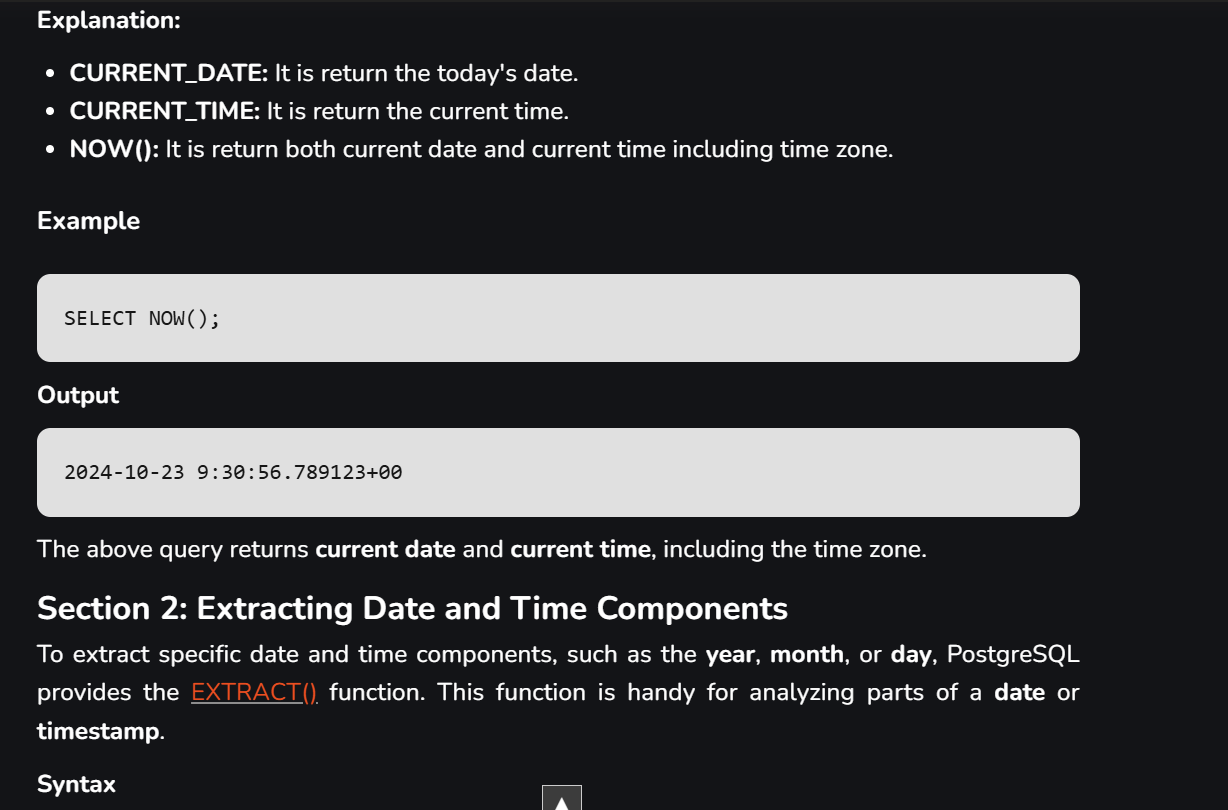 Explanation:
• CURRENT_DATE: It is return the today's date.
• CURRENT_TIME: It is return the current time.
• NOW(): It is return both current date and current time including time zone.
Example
SELECT NOW();
Output
2024-10-23 9:30:56.789123+00
The above query returns current date and current time, including the time zone.
Section 2: Extracting Date and Time Components
To extract specific date and time components, such as the year, month, or day, PostgreSQL
provides the EXTRACT() function. This function is handy for analyzing parts of a date or
timestamp.
Syntax